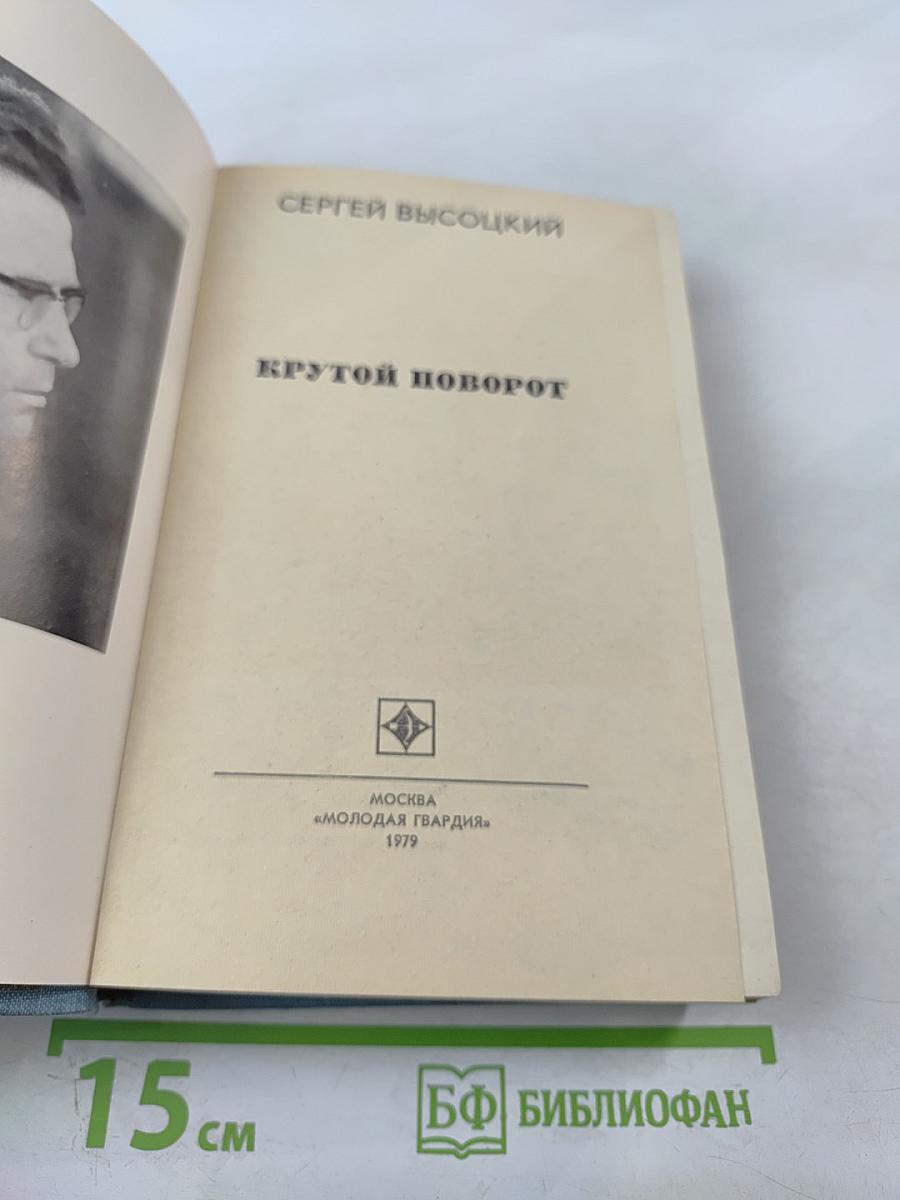 СЕРГЕЙ ВЫСОЦКИЙ
КРУТОЙ ПОВОРОТ
МОСКВА
«МОЛОДАЯ ГВАРДИЯ»
1979
15 см
БФ БИБЛИОФАН